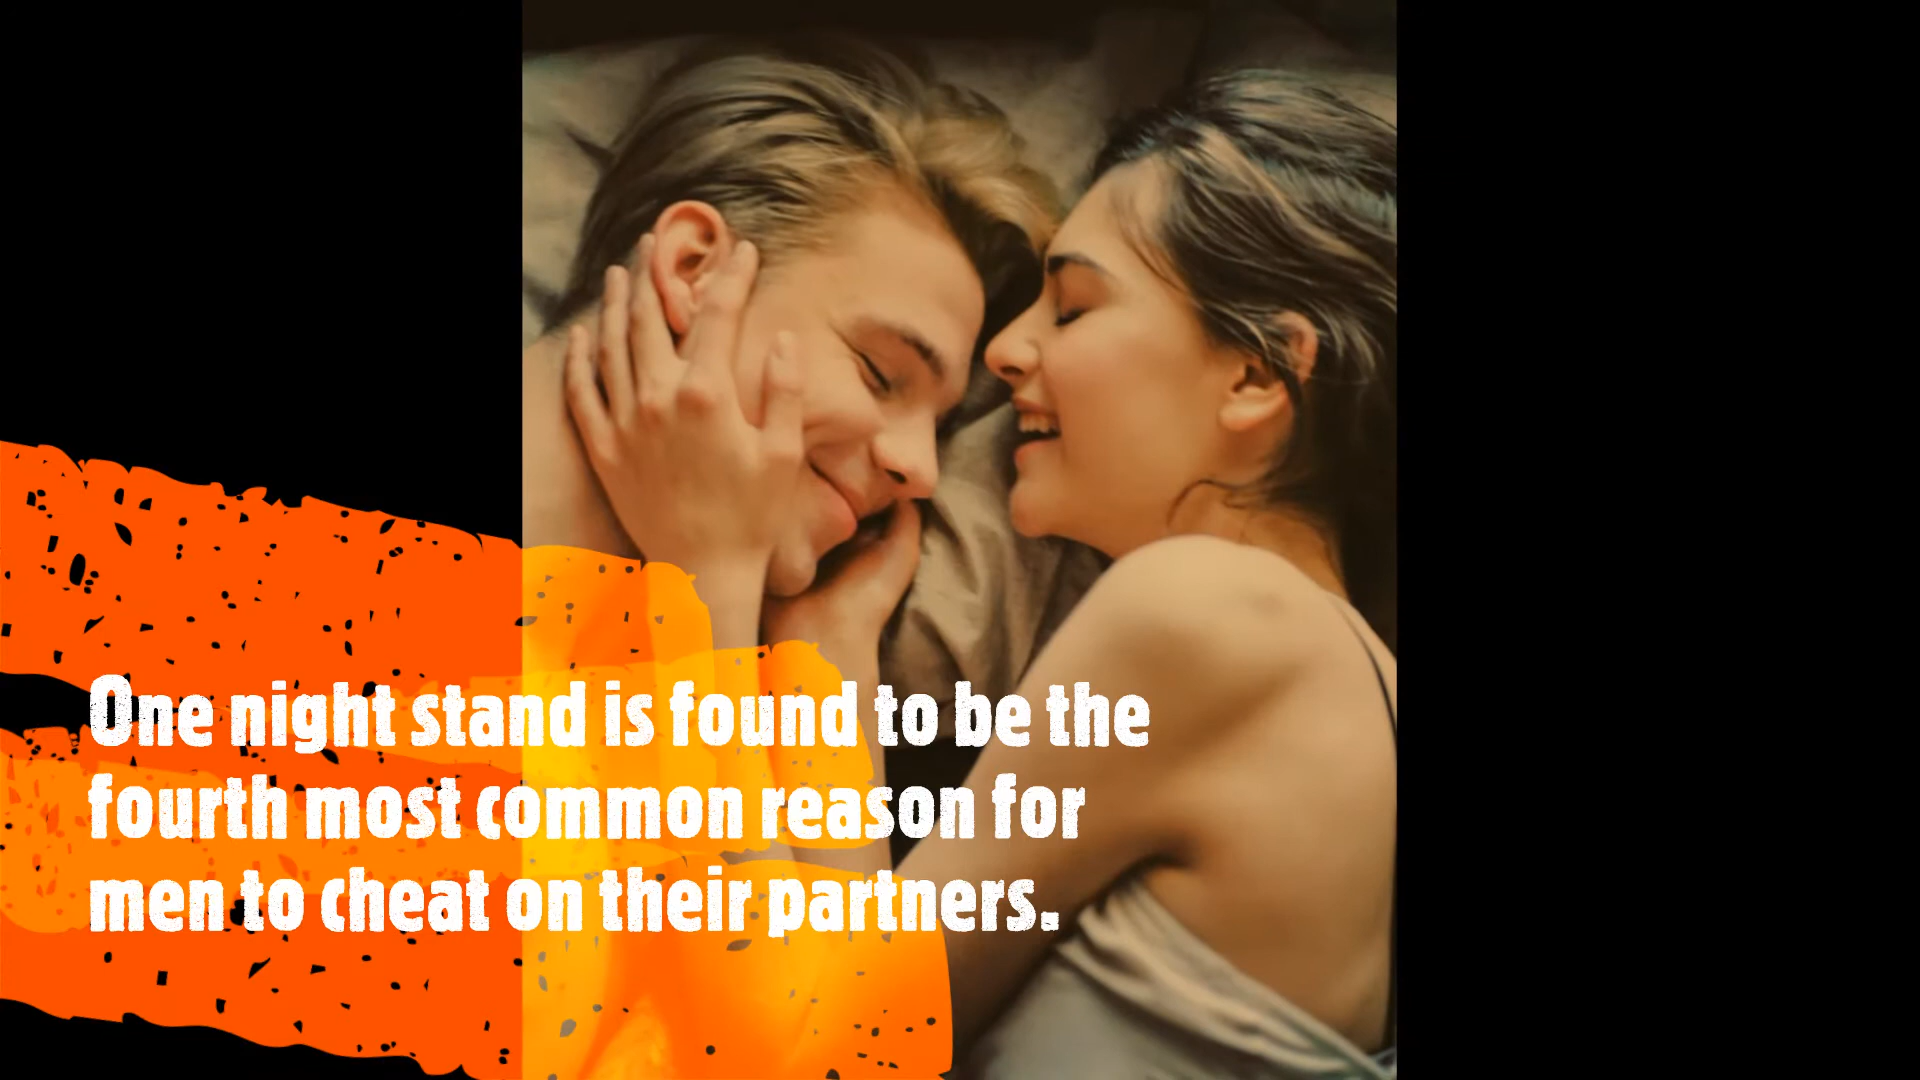 One night stand is found to be the
fourth most common reason for
men to cheat on their partners.